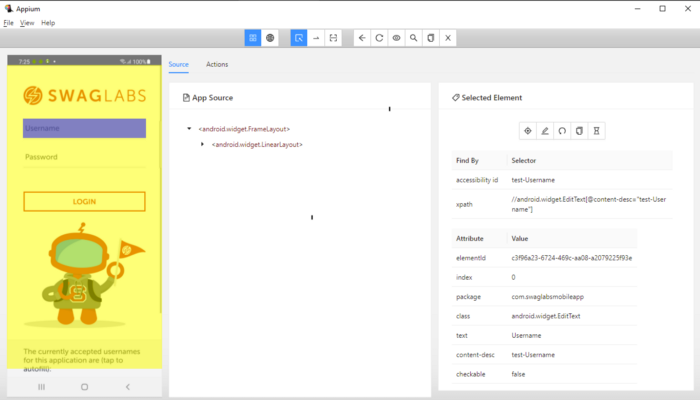 Appium
File View Help
7:25 100%
SWAGLABS
Username
Password
LOGIN
The currently accepted usernames
for this application are (tap to
autofill):
Source Actions
App Source
<android.widget.FrameLayout>
<android.widget.LinearLayout>
Selected Element
Find By Selector
accessibility id test-Username
xpath //android.widget.EditText[@content-desc="test-User
name"]
Attribute Value
elementId c3f96a23-6724-469c-aa08-a2079225f93e
index 0
package com.swaglabsmobileapp
class android.widget.EditText
text Username
content-desc test-Username
checkable false